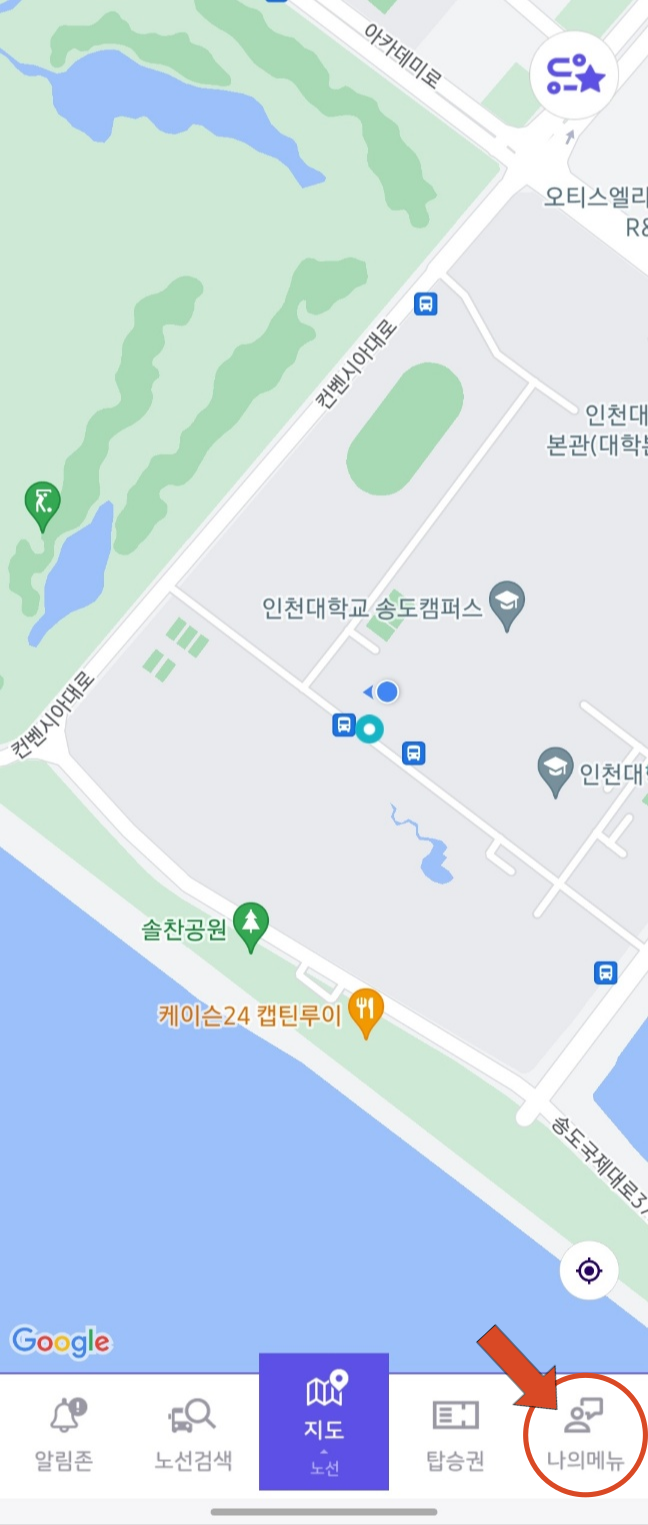 아카데미로
오티스엘리
R&
컨벤시아대로
인천대
본관(대학본
인천대학교 송도캠퍼스
컨벤시아대로
인천대
솔찬공원
케이슨24 캡틴루이
송도국제대로37
Google
알림존
노선검색
지도
노선
탑승권
나의메뉴